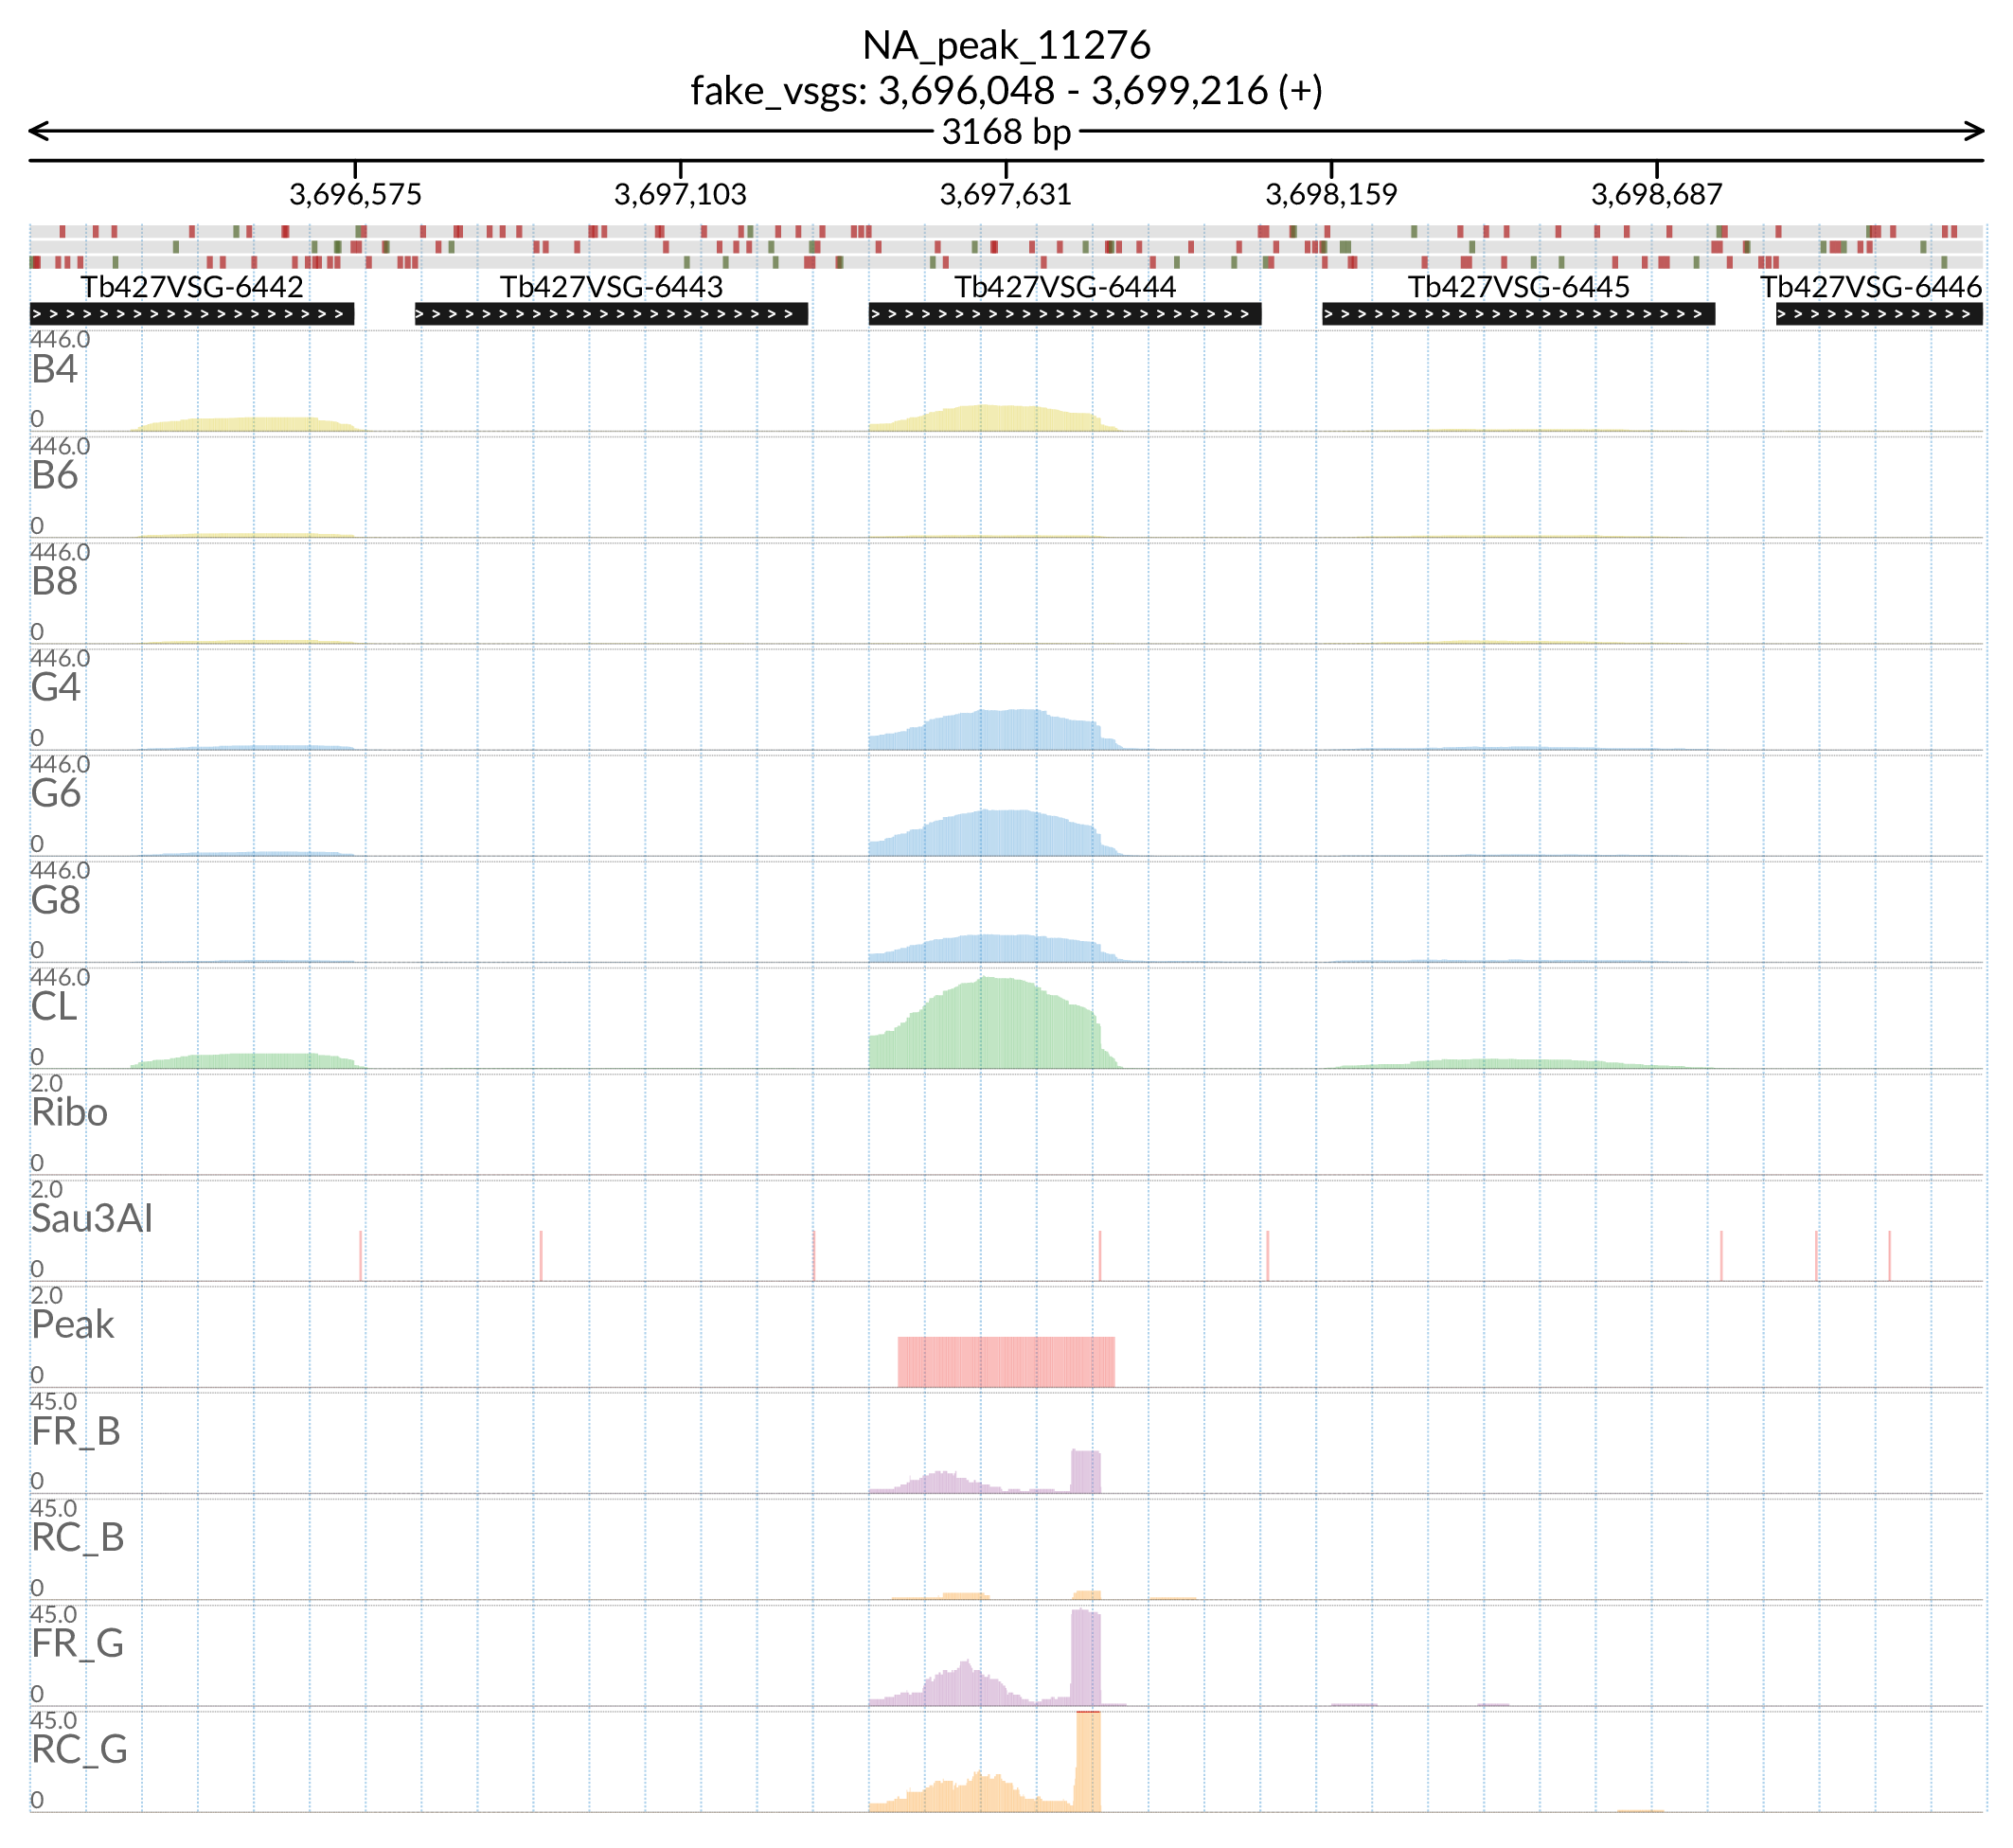 NA_peak_11276
fake_vsgs: 3,696,048 - 3,699,216 (+)
3168 bp
3,696,575 3,697,103 3,697,631 3,698,159 3,698,687
Tb427VSG-6442 Tb427VSG-6443 Tb427VSG-6444 Tb427VSG-6445 Tb427VSG-6446
446.0
B4
0
446.0
B6
0
446.0
B8
0
446.0
G4
0
446.0
G6
0
446.0
G8
0
446.0
CL
0
2.0
Ribo
0
2.0
Sau3AI
0
2.0
Peak
0
45.0
FR_B
0
45.0
RC_B
0
45.0
FR_G
0
45.0
RC_G
0